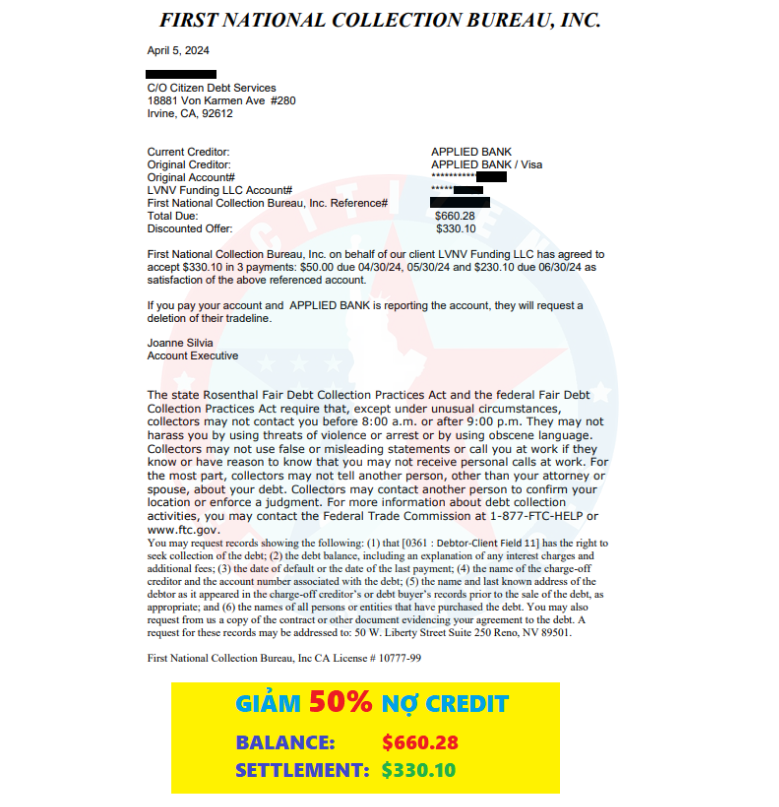 FIRST NATIONAL COLLECTION BUREAU, INC.
April 5, 2024
C/O Citizen Debt Services
18881 Von Karmen Ave #280
Irvine, CA, 92612
Current Creditor: APPLIED BANK
Original Creditor: APPLIED BANK / Visa
Original Account# ***********
LVNV Funding LLC Account# *****
First National Collection Bureau, Inc. Reference#
Total Due: $660.28
Discounted Offer: $330.10
CITIZEN
First National Collection Bureau, Inc. on behalf of our client LVNV Funding LLC has agreed to
accept $330.10 in 3 payments: $50.00 due 04/30/24, 05/30/24 and $230.10 due 06/30/24 as
satisfaction of the above referenced account.
If you pay your account and APPLIED BANK is reporting the account, they will request a
deletion of their tradeline.
Joanne Silvia
Account Executive
The state Rosenthal Fair Debt Collection Practices Act and the federal Fair Debt
Collection Practices Act require that, except under unusual circumstances,
collectors may not contact you before 8:00 a.m. or after 9:00 p.m. They may not
harass you by using threats of violence or arrest or by using obscene language.
Collectors may not use false or misleading statements or call you at work if they
know or have reason to know that you may not receive personal calls at work. For
the most part, collectors may not tell another person, other than your attorney or
spouse, about your debt. Collectors may contact another person to confirm your
location or enforce a judgment. For more information about debt collection
activities, you may contact the Federal Trade Commission at 1-877-FTC-HELP or
www.ftc.gov.
You may request records showing the following: (1) that [0361 : Debtor-Client Field 11] has the right to
seek collection of the debt; (2) the debt balance, including an explanation of any interest charges and
additional fees; (3) the date of default or the date of the last payment; (4) the name of the charge-off
creditor and the account number associated with the debt; (5) the name and last known address of the
debtor as it appeared in the charge-off creditor's or debt buyer's records prior to the sale of the debt, as
appropriate; and (6) the names of all persons or entities that have purchased the debt. You may also
request from us a copy of the contract or other document evidencing your agreement to the debt. A
request for these records may be addressed to: 50 W. Liberty Street Suite 250 Reno, NV 89501.
First National Collection Bureau, Inc CA License # 10777-99
GIẢM 50% NỢ CREDIT
BALANCE: $660.28
SETTLEMENT: $330.10